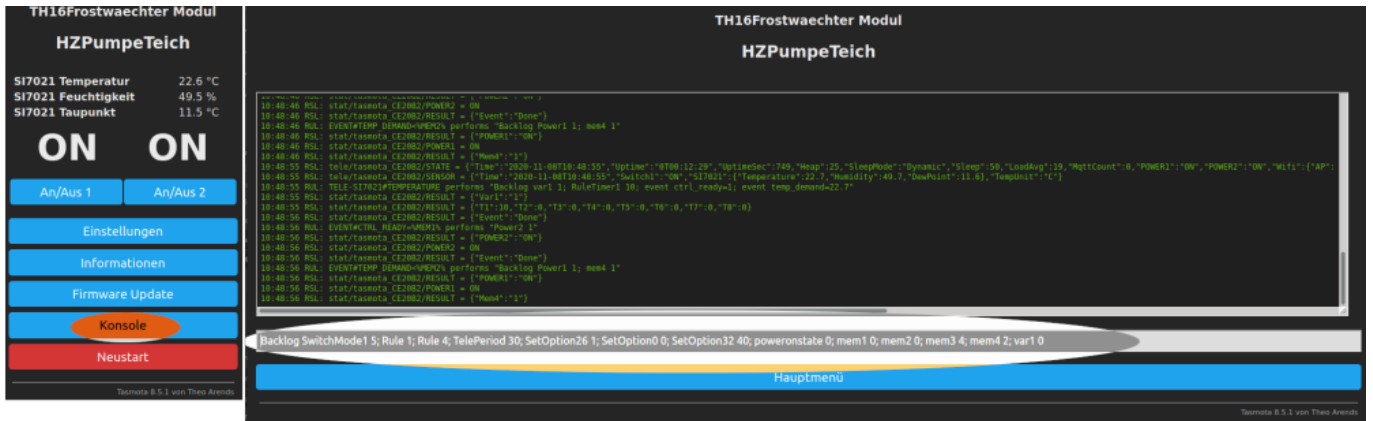 TH16Frostwaechter Modul
HZPumpeTeich
SI7021 Temperatur 22.6 °C
SI7021 Feuchtigkeit 49.5 %
SI7021 Taupunkt 11.5 °C
ON ON
An/Aus 1 An/Aus 2
Einstellungen
Informationen
Firmware Update
Konsole
Neustart
Tasmota 8.5.1 von Theo Arends
TH16Frostwaechter Modul
HZPumpeTeich
10:48:46 RSL: stat/tasmota_CE20B2/POWER2 = ON
10:48:46 RSL: stat/tasmota_CE20B2/RESULT = {"Event":"Done"}
10:48:46 RUL: EVENT#TEMP_DEMAND<%MEM2% performs "Backlog Power1 1; mem4 1"
10:48:46 RSL: stat/tasmota_CE20B2/RESULT = {"POWER1":"ON"}
10:48:46 RSL: stat/tasmota_CE20B2/POWER1 = ON
10:48:46 RSL: stat/tasmota_CE20B2/RESULT = {"Mem4":"1"}
10:48:55 RSL: tele/tasmota_CE20B2/STATE = {"Time":"2020-11-08T10:48:55","Uptime":"0T00:12:29","UptimeSec":749,"Heap":25,"SleepMode":"Dynamic","Sleep":50,"LoadAvg":19,"MqttCount":0,"POWER1":"ON","POWER2":"ON","Wifi":{"AP":
10:48:55 RSL: tele/tasmota_CE20B2/SENSOR = {"Time":"2020-11-08T10:48:55","Switch1":"ON","SI7021":{"Temperature":22.7,"Humidity":49.7,"DewPoint":11.6},"TempUnit":"C"}
10:48:55 RUL: TELE-SI7021#TEMPERATURE performs "Backlog var1 1; RuleTimer1 10; event ctrl_ready=1; event temp_demand=22.7"
10:48:55 RSL: stat/tasmota_CE20B2/RESULT = {"Var1":"1"}
10:48:55 RSL: stat/tasmota_CE20B2/RESULT = {"T1":10,"T2":0,"T3":0,"T4":0,"T5":0,"T6":0,"T7":0,"T8":0}
10:48:56 RSL: stat/tasmota_CE20B2/RESULT = {"Event":"Done"}
10:48:56 RUL: EVENT#CTRL_READY=%MEM1% performs "Power2 1"
10:48:56 RSL: stat/tasmota_CE20B2/RESULT = {"POWER2":"ON"}
10:48:56 RSL: stat/tasmota_CE20B2/POWER2 = ON
10:48:56 RSL: stat/tasmota_CE20B2/RESULT = {"Event":"Done"}
10:48:56 RUL: EVENT#TEMP_DEMAND<%MEM2% performs "Backlog Power1 1; mem4 1"
10:48:56 RSL: stat/tasmota_CE20B2/RESULT = {"POWER1":"ON"}
10:48:56 RSL: stat/tasmota_CE20B2/POWER1 = ON
10:48:56 RSL: stat/tasmota_CE20B2/RESULT = {"Mem4":"1"}
Backlog SwitchMode1 5; Rule 1; Rule 4; TelePeriod 30; SetOption26 1; SetOption0 0; SetOption32 40; poweronstate 0; mem1 0; mem2 0; mem3 4; mem4 2; var1 0
Hauptmenü
Tasmota 8.5.1 von Theo Arends